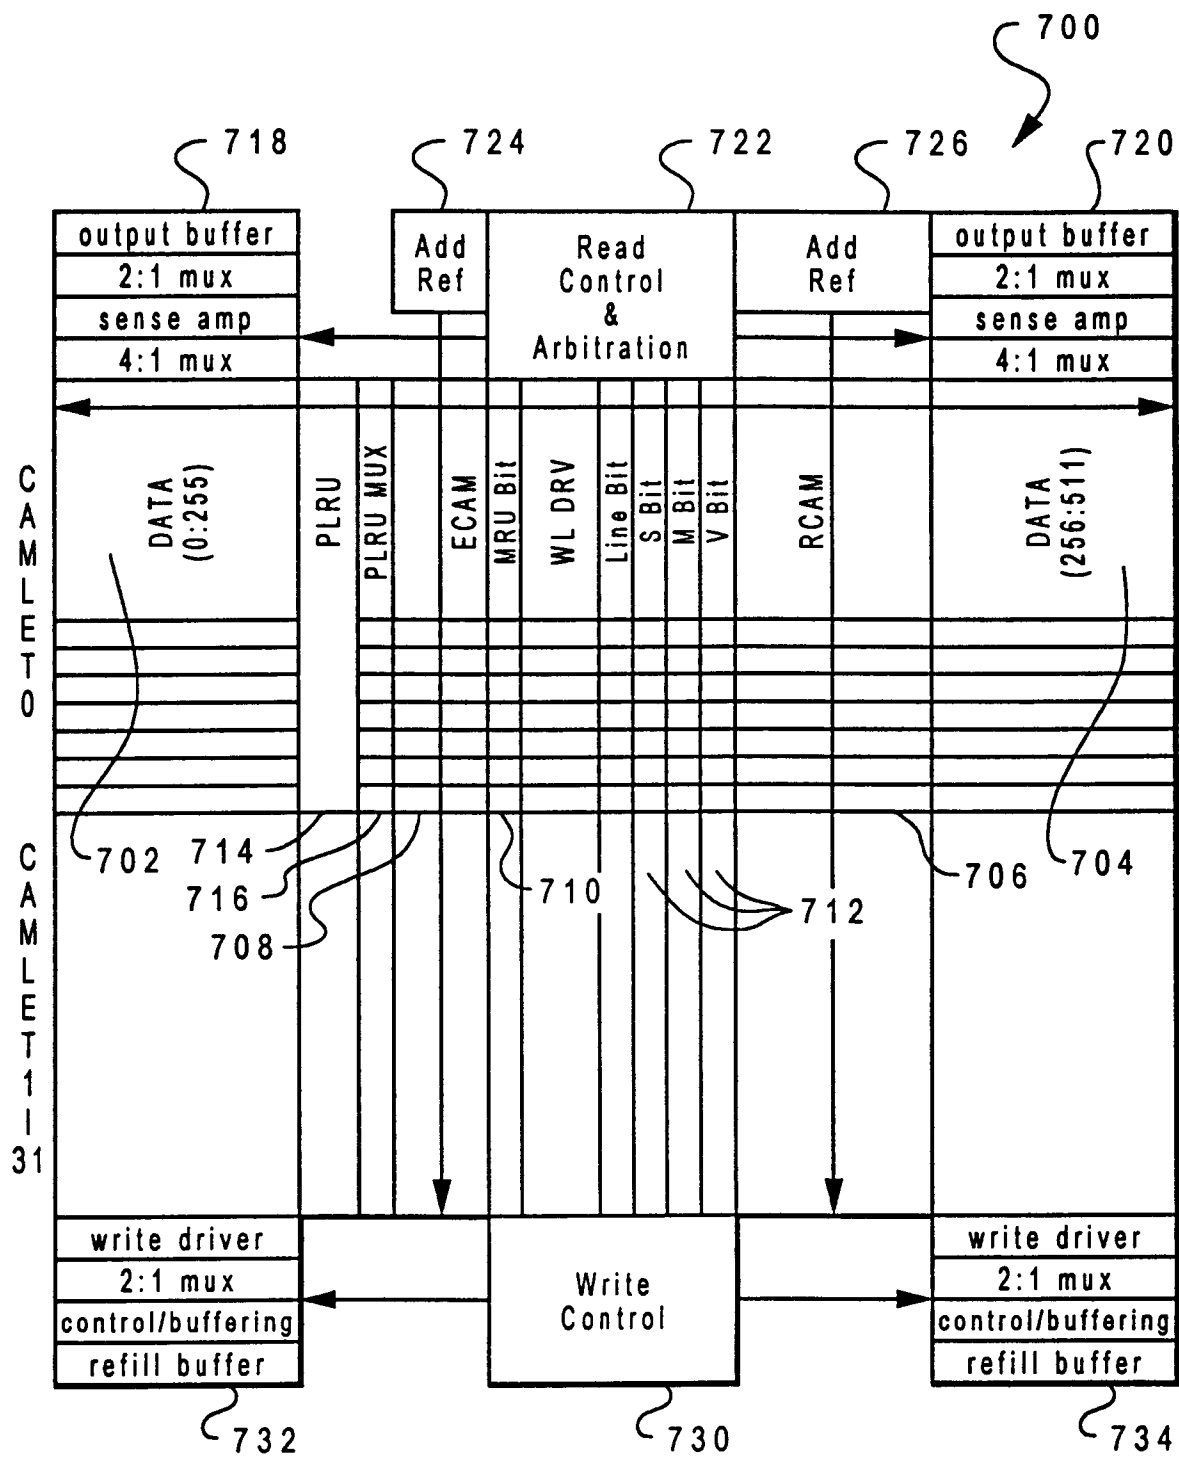 700
718
724
722
726
720
output buffer
2:1 mux
sense amp
4:1 mux
Add
Ref
Read
Control
&
Arbitration
Add
Ref
output buffer
2:1 mux
sense amp
4:1 mux
CAMLET0
DATA
(0:255)
PLRU
PLRU MUX
ECAM
MRU Bit
WL DRV
Line Bit
S Bit
M Bit
V Bit
RCAM
DATA
(256:511)
702
714
716
708
710
712
706
704
CAMLET1|31
write driver
2:1 mux
control/buffering
refill buffer
Write
Control
write driver
2:1 mux
control/buffering
refill buffer
732
730
734